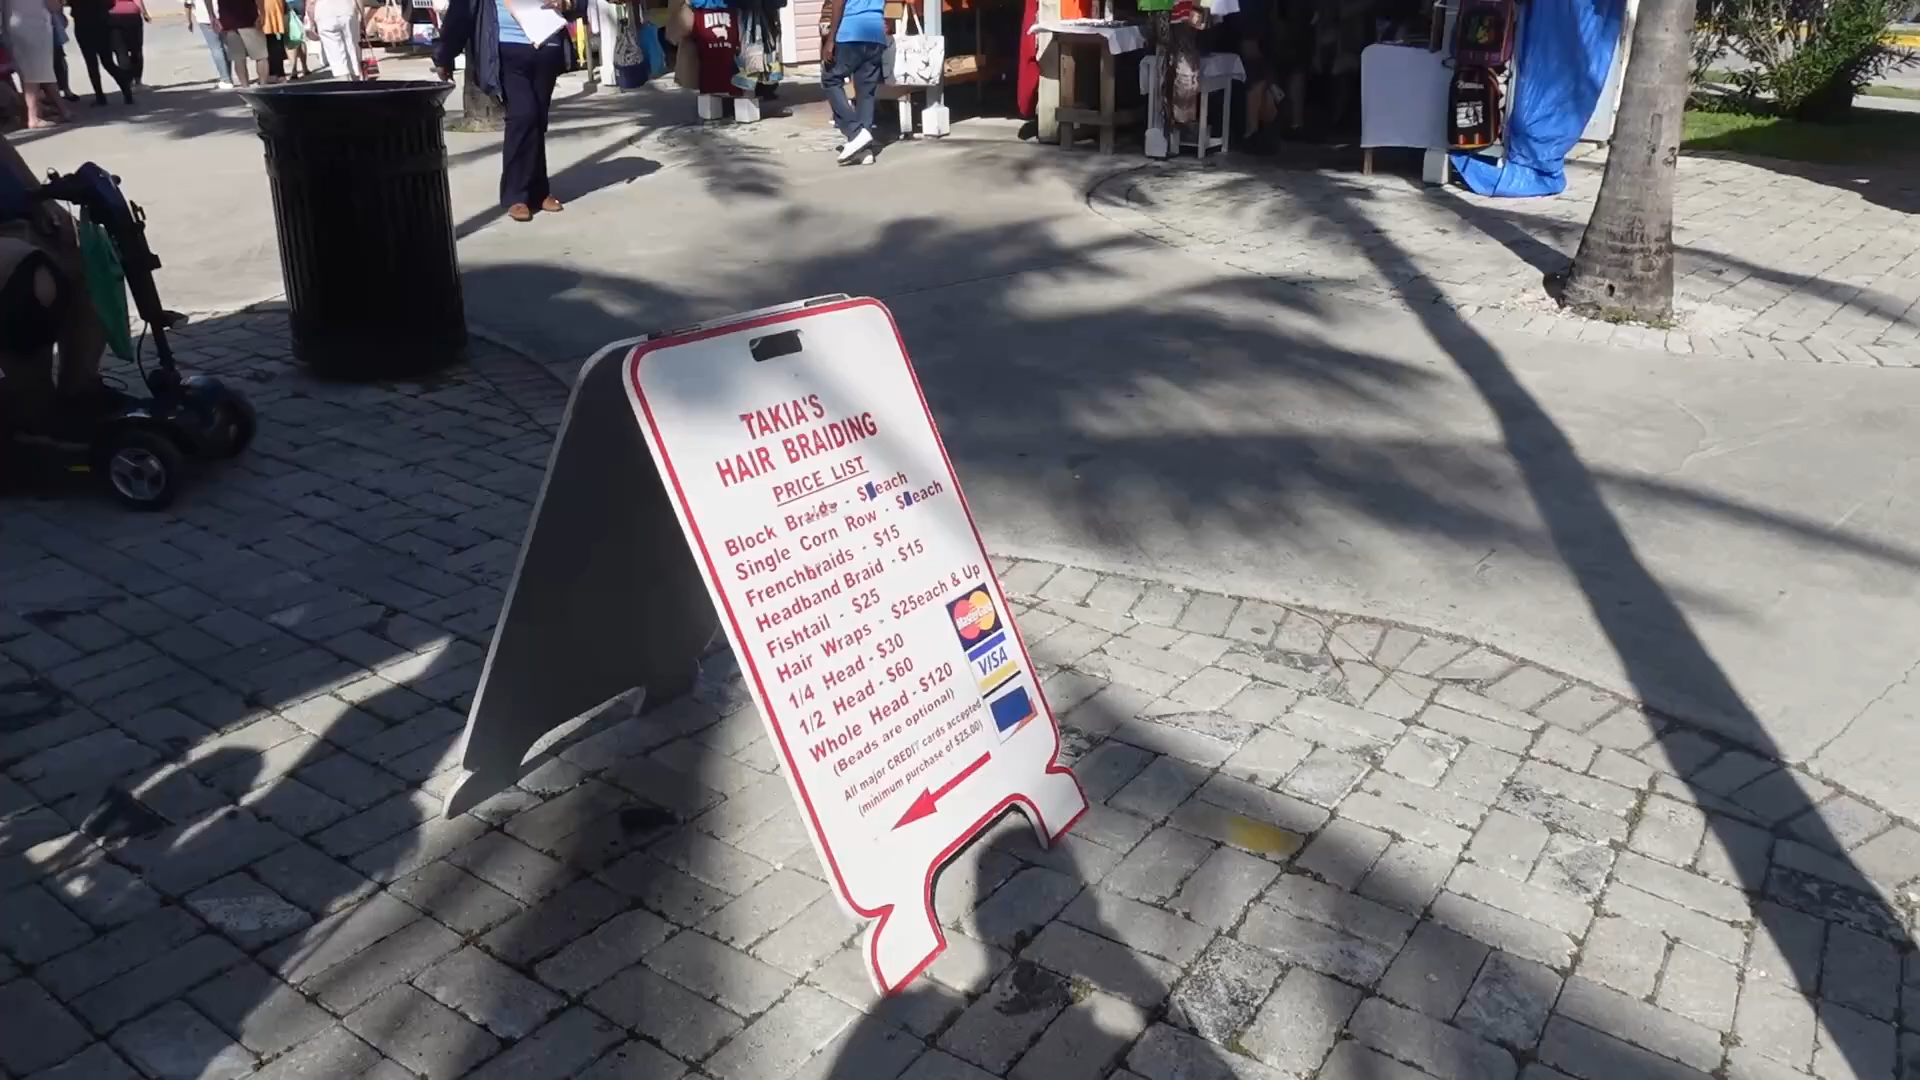 TAKIA'S
HAIR BRAIDING
PRICE LIST
Block Braids - $ each
Single Corn Row - $ each
Frenchbraids - $15
Headband Braid - $15
Fishtail - $25
Hair Wraps - $25each & Up
1/4 Head - $30
1/2 Head - $60
Whole Head - $120
(Beads are optional)
All major CREDIT cards accepted
(minimum purchase of $25.00)
MasterCard
VISA
DIVE